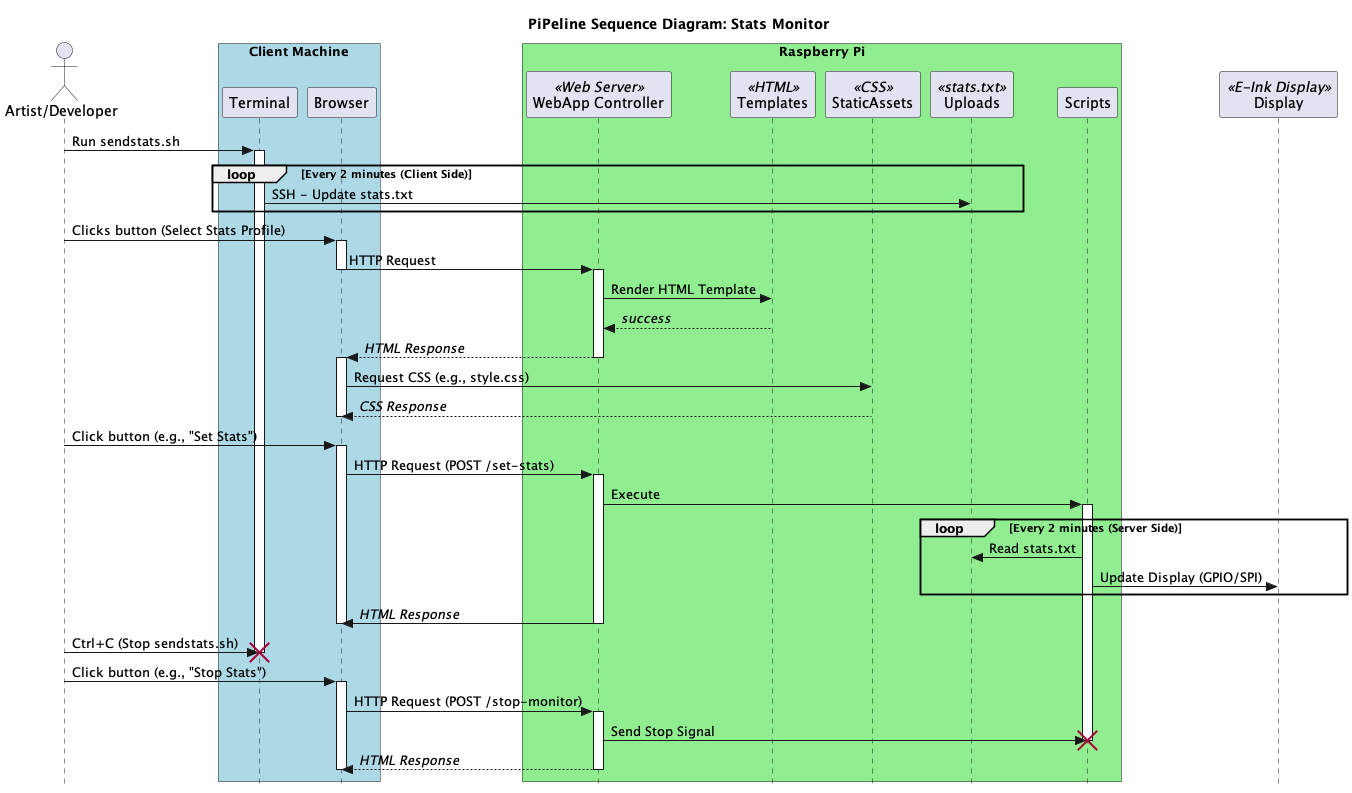 PiPeline Sequence Diagram: Stats Monitor
Client Machine
Raspberry Pi
«Web Server»
WebApp Controller
«HTML»
Templates
«CSS»
StaticAssets
«stats.txt»
Uploads
«E-Ink Display»
Display
Artist/Developer
Terminal
Browser
Scripts
Run sendstats.sh
loop
[Every 2 minutes (Client Side)]
SSH - Update stats.txt
Clicks button (Select Stats Profile)
HTTP Request
Render HTML Template
success
HTML Response
Request CSS (e.g., style.css)
CSS Response
Click button (e.g., "Set Stats")
HTTP Request (POST /set-stats)
Execute
loop
[Every 2 minutes (Server Side)]
Read stats.txt
Update Display (GPIO/SPI)
HTML Response
Ctrl+C (Stop sendstats.sh)
Click button (e.g., "Stop Stats")
HTTP Request (POST /stop-monitor)
Send Stop Signal
HTML Response